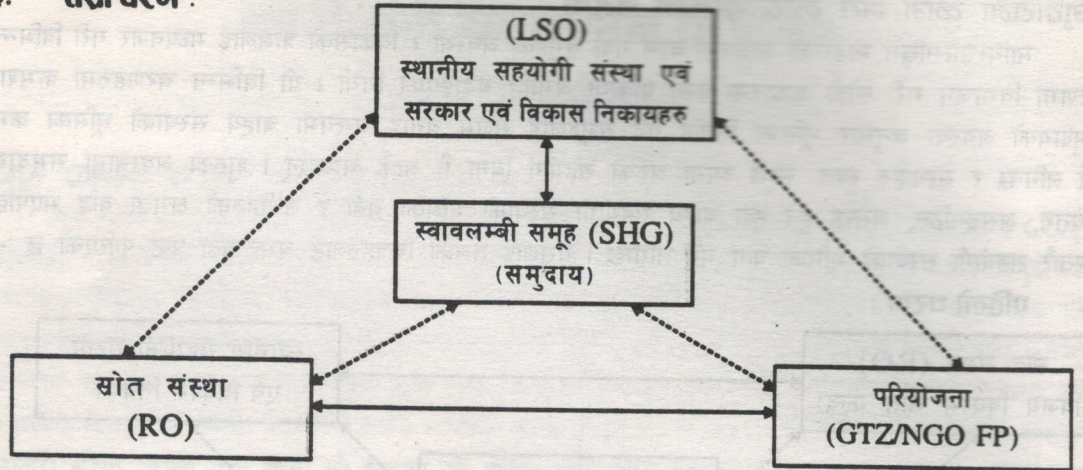 (LSO)
स्थानीय सहयोगी संस्था एवं
सरकार एवं विकास निकायहरु
स्वावलम्बी समूह (SHG)
(समुदाय)
स्रोत संस्था
(RO)
परियोजना
(GTZ/NGO FP)